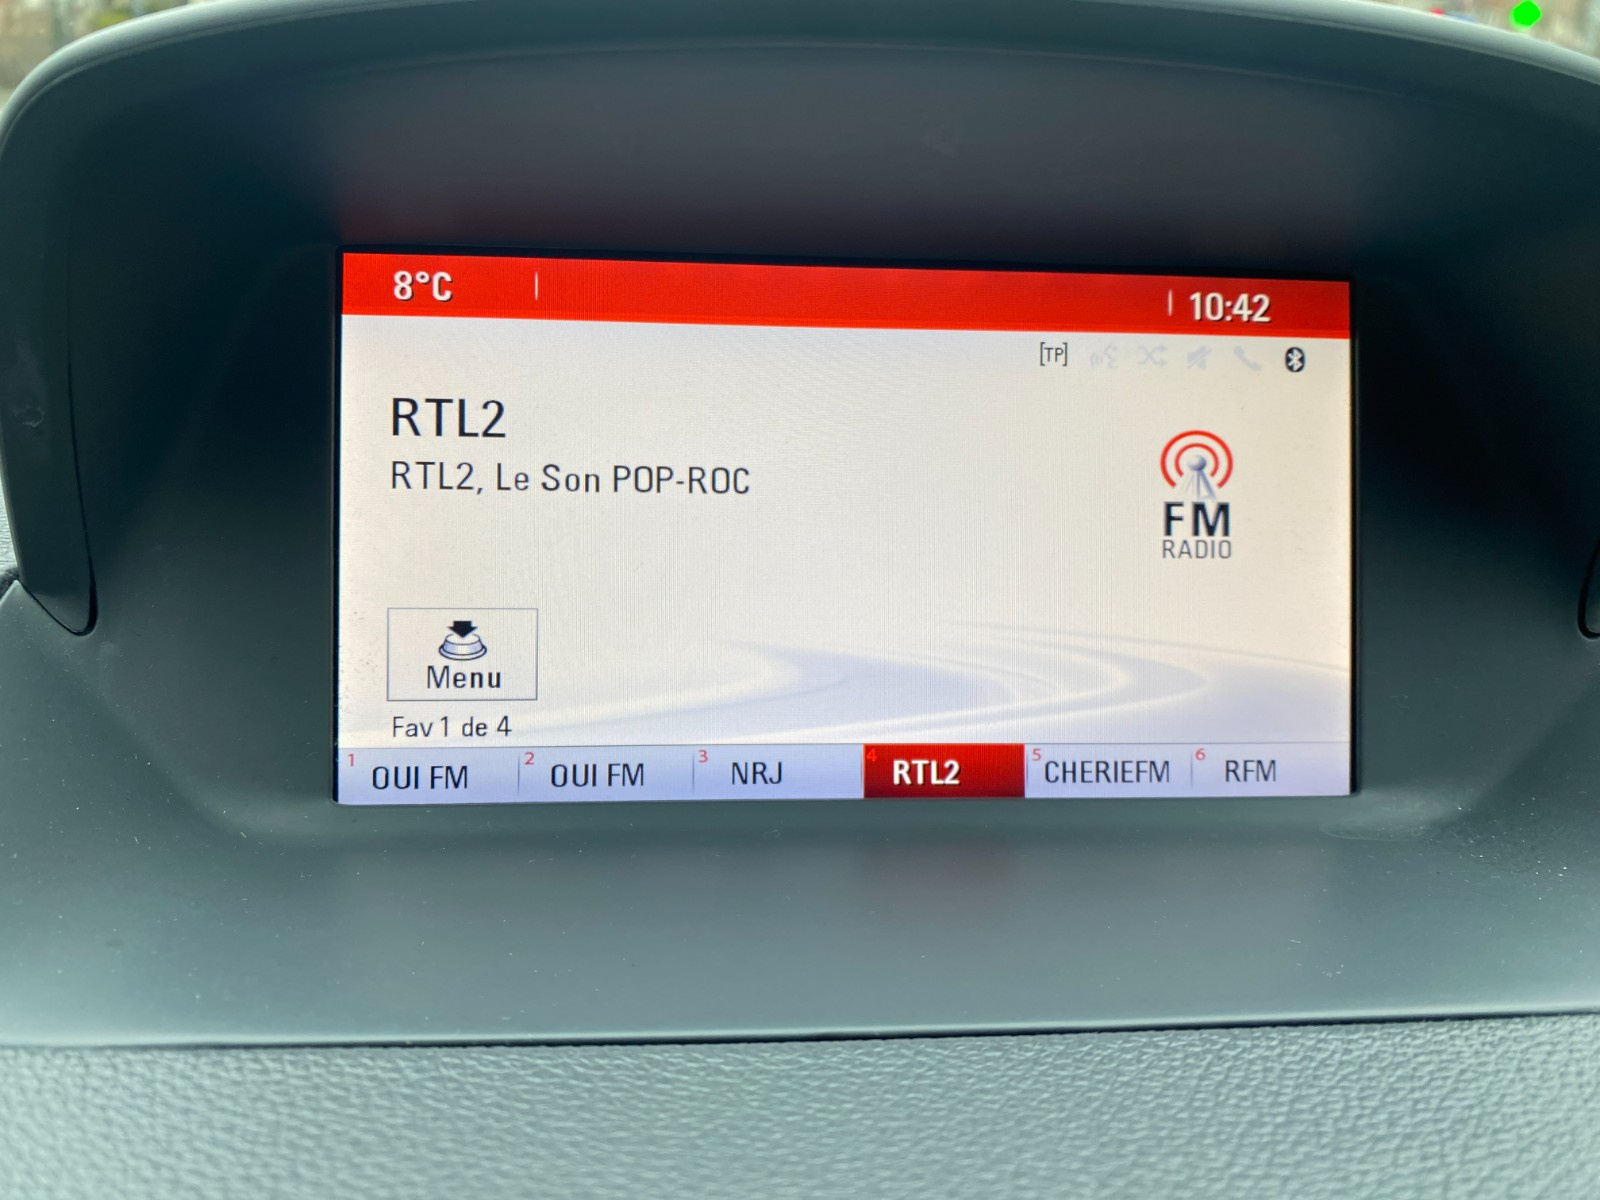 8°C 10:42
[TP]
RTL2
RTL2, Le Son POP-ROC
FM
RADIO
Menu
Fav 1 de 4
1 OUI FM 2 OUI FM 3 NRJ 4 RTL2 5 CHERIEFM 6 RFM